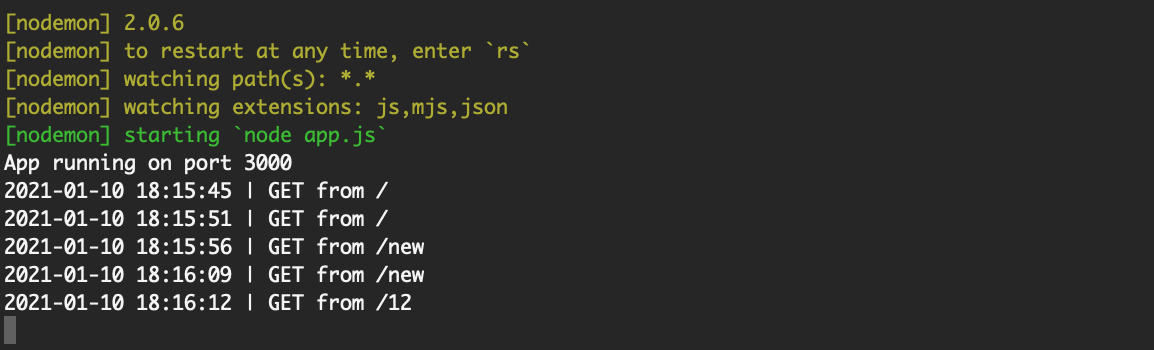 [nodemon] 2.0.6
[nodemon] to restart at any time, enter `rs`
[nodemon] watching path(s): *.*
[nodemon] watching extensions: js,mjs,json
[nodemon] starting `node app.js`
App running on port 3000
2021-01-10 18:15:45 | GET from /
2021-01-10 18:15:51 | GET from /
2021-01-10 18:15:56 | GET from /new
2021-01-10 18:16:09 | GET from /new
2021-01-10 18:16:12 | GET from /12